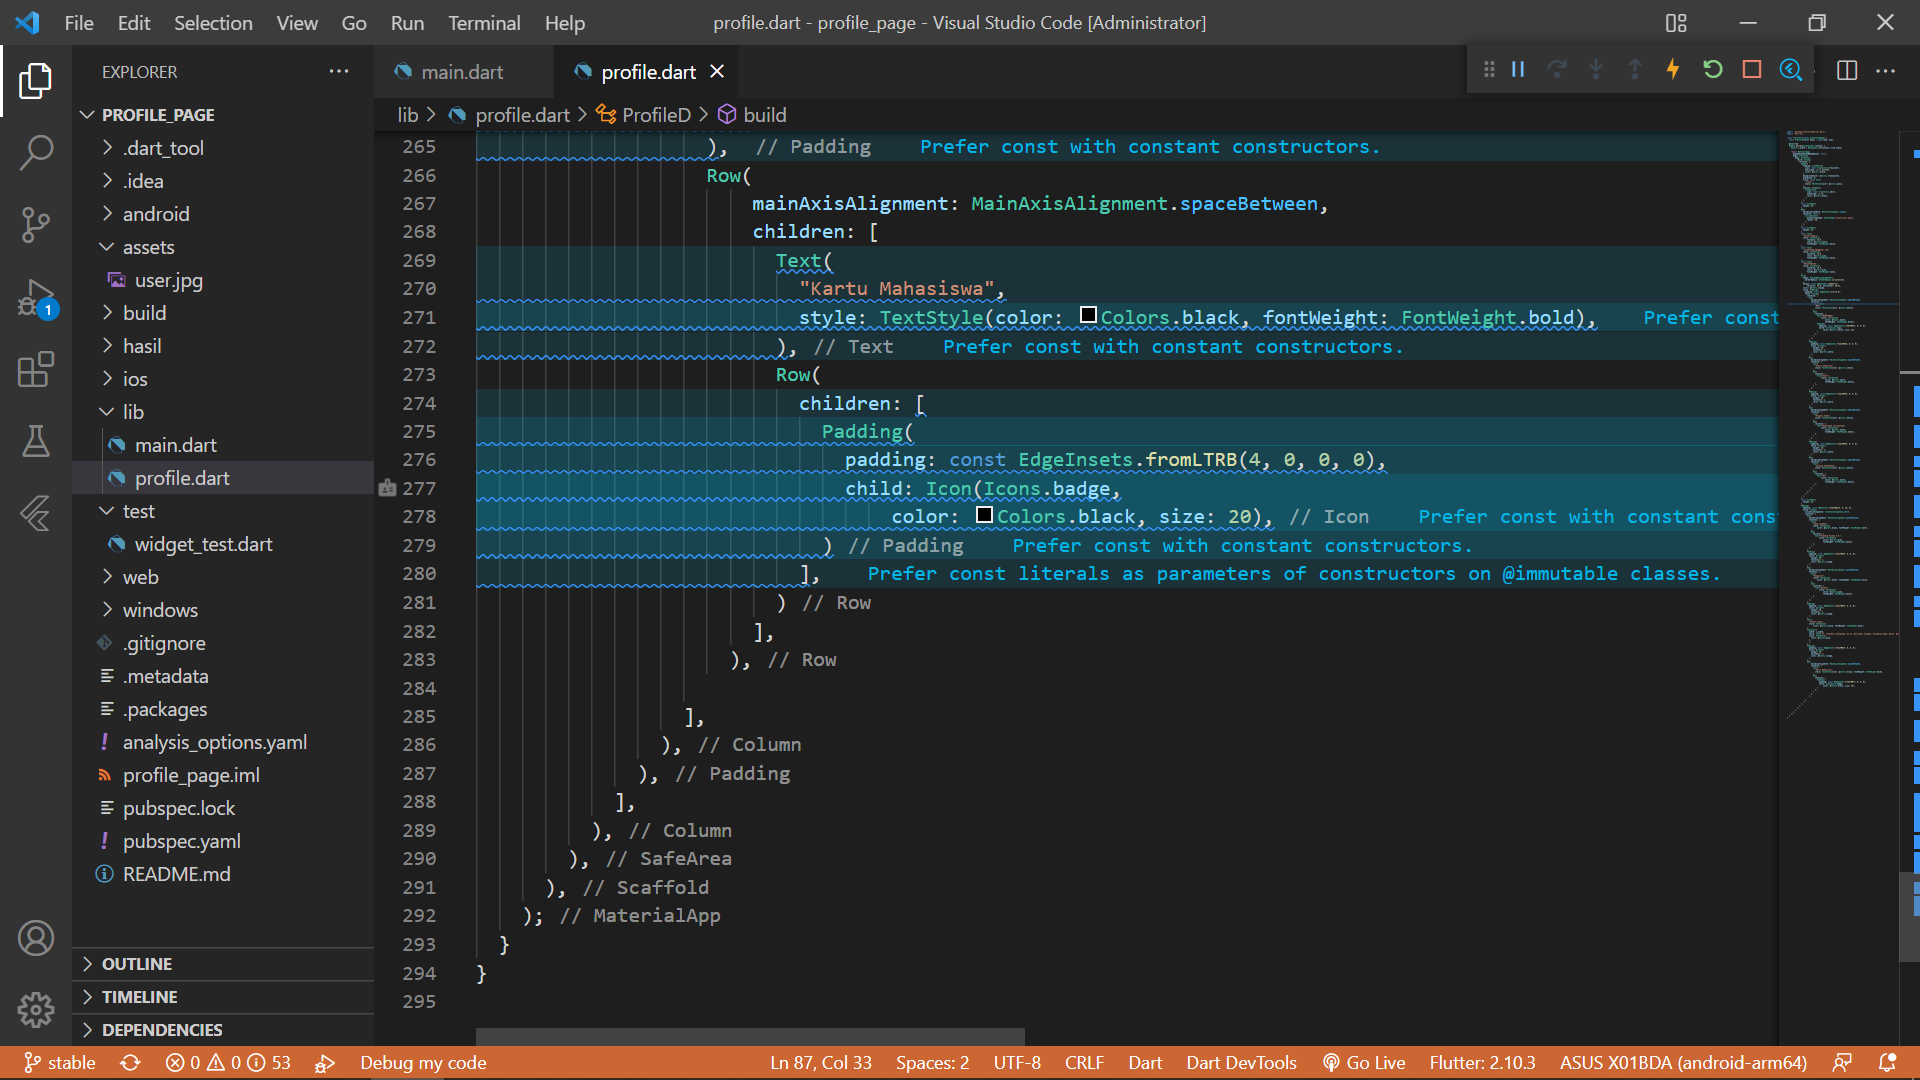 File Edit Selection View Go Run Terminal Help
profile.dart - profile_page - Visual Studio Code [Administrator]
EXPLORER
main.dart
profile.dart
PROFILE_PAGE
.dart_tool
.idea
android
assets
user.jpg
build
hasil
ios
lib
main.dart
profile.dart
test
widget_test.dart
web
windows
.gitignore
.metadata
.packages
analysis_options.yaml
profile_page.iml
pubspec.lock
pubspec.yaml
README.md
OUTLINE
TIMELINE
DEPENDENCIES
1
lib > profile.dart > ProfileD > build
265 ), // Padding Prefer const with constant constructors.
266 Row(
267 mainAxisAlignment: MainAxisAlignment.spaceBetween,
268 children: [
269 Text(
270 "Kartu Mahasiswa",
271 style: TextStyle(color: Colors.black, fontWeight: FontWeight.bold), Prefer const
272 ), // Text Prefer const with constant constructors.
273 Row(
274 children: [
275 Padding(
276 padding: const EdgeInsets.fromLTRB(4, 0, 0, 0),
277 child: Icon(Icons.badge,
278 color: Colors.black, size: 20), // Icon Prefer const with constant cons
279 ) // Padding Prefer const with constant constructors.
280 ], Prefer const literals as parameters of constructors on @immutable classes.
281 ) // Row
282 ],
283 ), // Row
284
285 ],
286 ), // Column
287 ), // Padding
288 ],
289 ), // Column
290 ), // SafeArea
291 ), // Scaffold
292 ); // MaterialApp
293 }
294 }
295
stable 0 0 53 Debug my code Ln 87, Col 33 Spaces: 2 UTF-8 CRLF Dart Dart DevTools Go Live Flutter: 2.10.3 ASUS X01BDA (android-arm64)